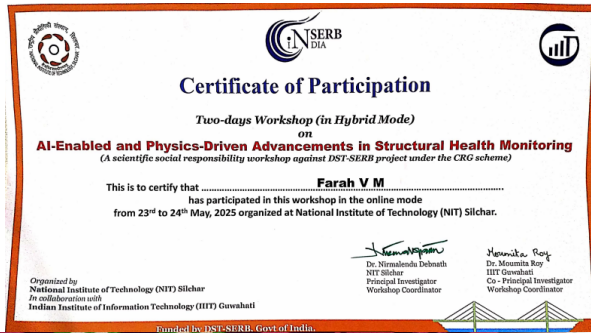 iNSERB
INDIA
Certificate of Participation
Two-days Workshop (in Hybrid Mode)
on
AI-Enabled and Physics-Driven Advancements in Structural Health Monitoring
(A scientific social responsibility workshop against DST-SERB project under the CRG scheme)
This is to certify that Farah V M
has participated in this workshop in the online mode
from 23rd to 24th May, 2025 organized at National Institute of Technology (NIT) Silchar.
Moumita Roy
Dr. Nirmalendu Debnath
NIT Silchar
Principal Investigator
Workshop Coordinator
Dr. Moumita Roy
IIIT Guwahati
Co - Principal Investigator
Workshop Coordinator
Organized by
National Institute of Technology (NIT) Silchar
In collaboration with
Indian Institute of Information Technology (IIIT) Guwahati
Funded by DST-SERB, Govt of India.